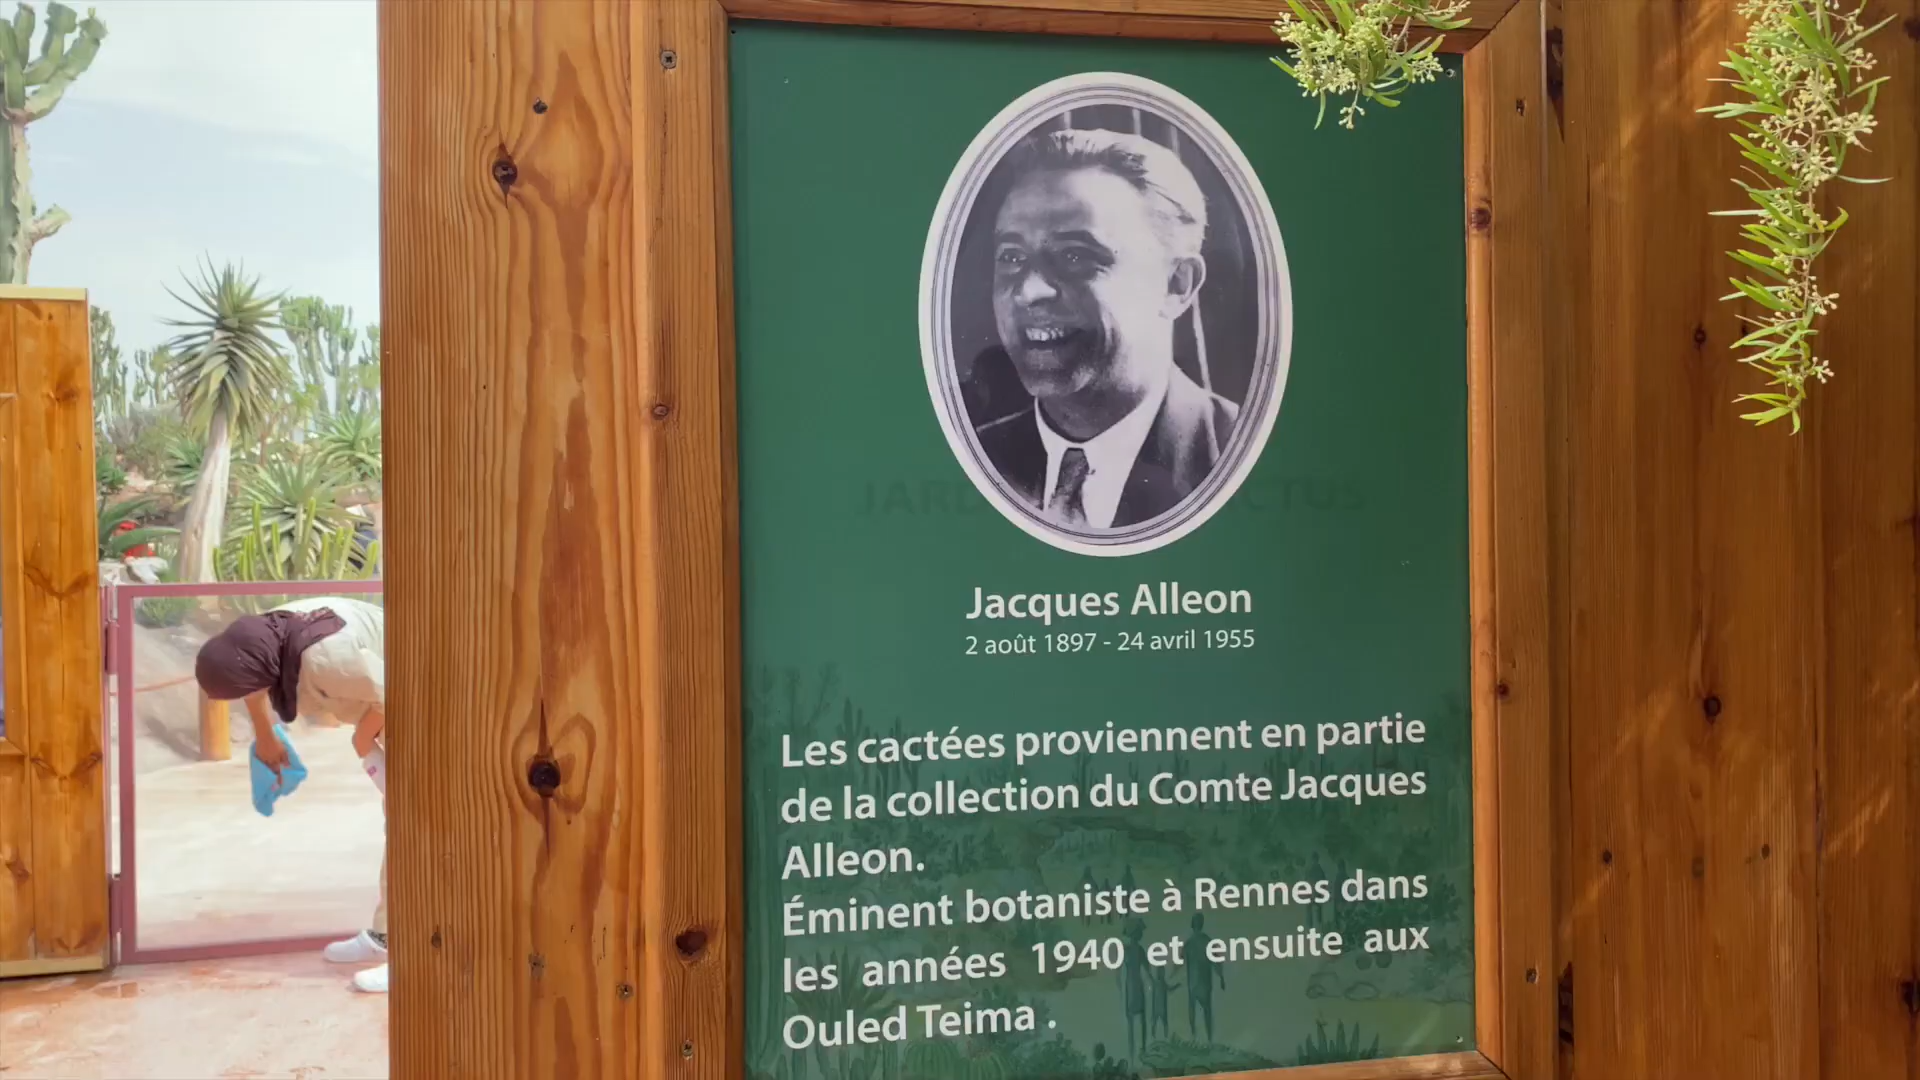 Jacques Alleon
2 août 1897 - 24 avril 1955
Les cactées proviennent en partie
de la collection du Comte Jacques
Alleon.
Éminent botaniste à Rennes dans
les années 1940 et ensuite aux
Ouled Teima .